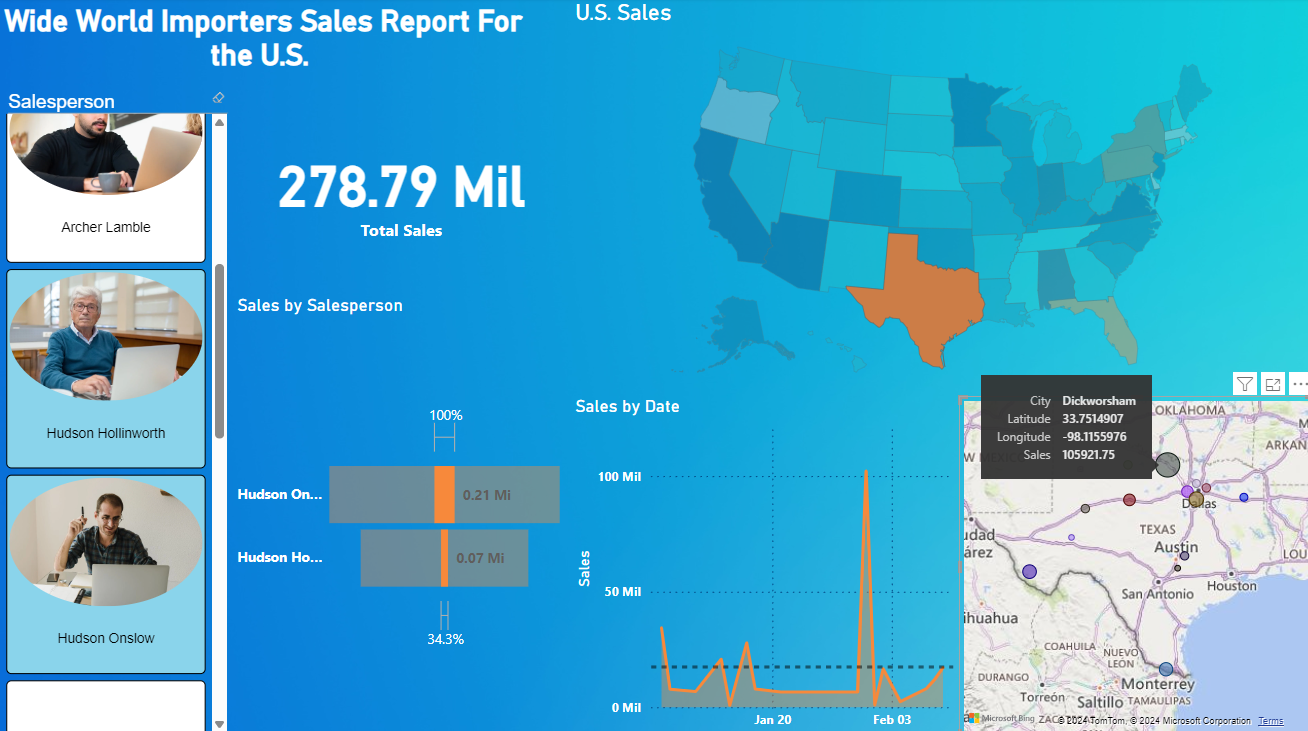 Wide World Importers Sales Report For
the U.S.
U.S. Sales
Salesperson
Archer Lamble
Hudson Hollinworth
Hudson Onslow
278.79 Mil
Total Sales
Sales by Salesperson
100%
Hudson On...
0.21 Mi
Hudson Ho...
0.07 Mi
34.3%
Sales by Date
Sales
100 Mil
50 Mil
0 Mil
Jan 20
Feb 03
City Dickworsham
Latitude 33.7514907
Longitude -98.1155976
Sales 105921.75
OKLAHOMA
ARKAN
Dallas
TEXAS
udad
árez
Austin
LOU
Houston
San Antonio
ihuahua
COAHUILA
NUEVO
LEÓN
DURANGO
Monterrey
Torreón
Saltillo
TAMAULIPAS
Microsoft Bing
© 2024 TomTom, © 2024 Microsoft Corporation Terms